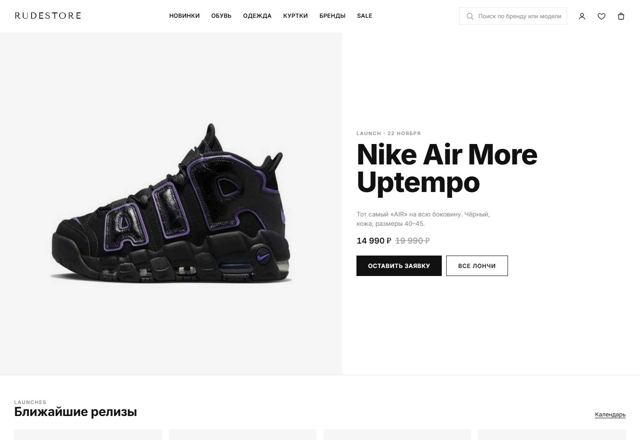 RUDESTORE
НОВИНКИ ОБУВЬ ОДЕЖДА КУРТКИ БРЕНДЫ SALE
Поиск по бренду или модели
LAUNCH · 22 НОЯБРЯ
Nike Air More
Uptempo
Тот самый «AIR» на всю боковину. Чёрный,
кожа, размеры 40–45.
14 990 ₽ 19 990 ₽
ОСТАВИТЬ ЗАЯВКУ ВСЕ ЛОНЧИ
AIR
LAUNCHES
Ближайшие релизы
Календарь